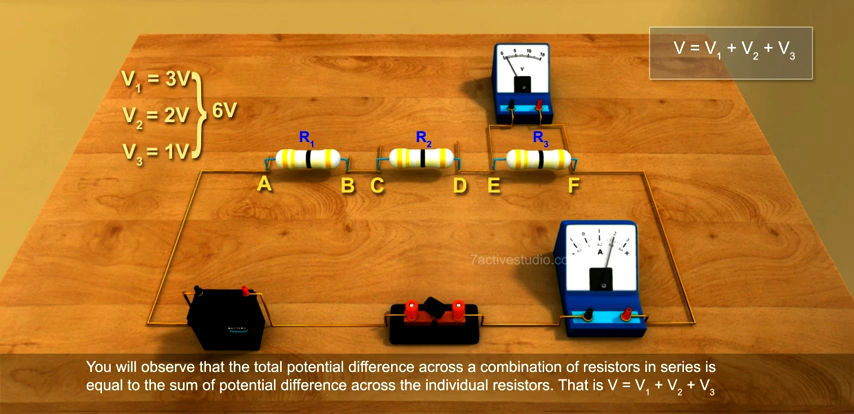 V = V₁ + V₂ + V₃
V₁ = 3V
V₂ = 2V
V₃ = 1V
6V
R₁
R₂
R₃
A
B
C
D
E
F
V
A
7activestudio.co
You will observe that the total potential difference across a combination of resistors in series is
equal to the sum of potential difference across the individual resistors. That is V = V₁ + V₂ + V₃